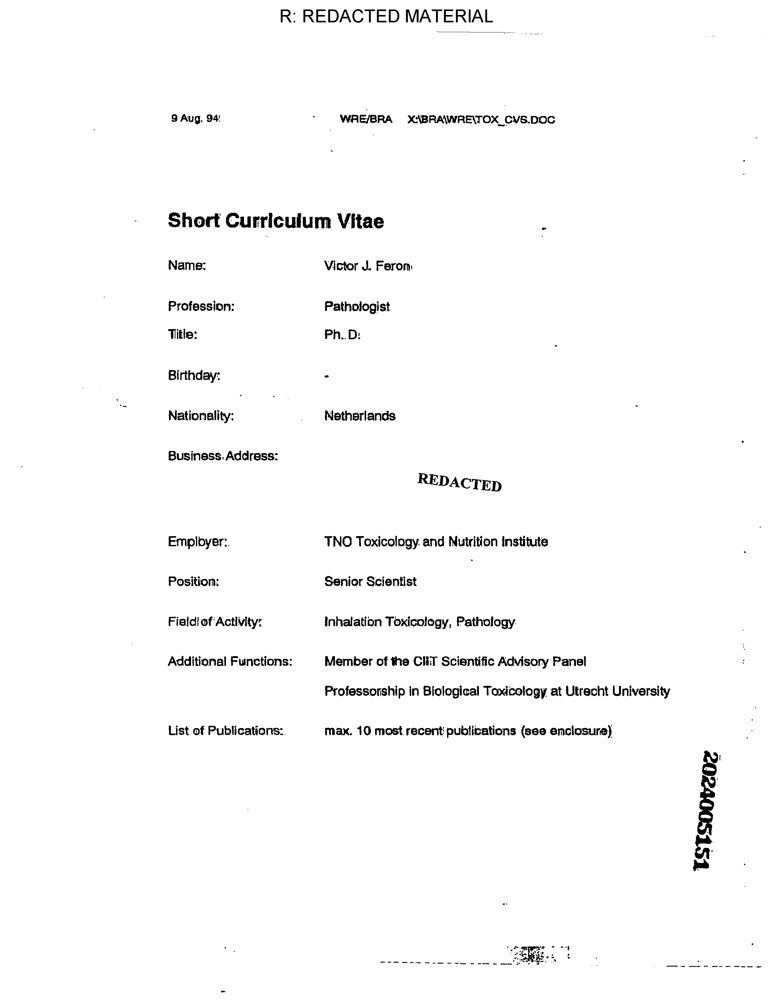 R: REDACTED MATERIAL
9 Aug. 94
WRE/BRA X:\BRA\WRE\TOX_CVS.DOC
Short Curriculum Vitae
Name: Victor J. Feron
Profession: Pathologist
Title: Ph. D.
Birthday: -
Nationality: Netherlands
Business Address:
REDACTED
Employer: TNO Toxicology and Nutrition Institute
Position: Senior Scientist
Field of Activity: Inhalation Toxicology, Pathology
Additional Functions: Member of the CIIT Scientific Advisory Panel
Professorship in Biological Toxicology at Utrecht University
List of Publications: max. 10 most recent publications (see enclosure)
2024005151